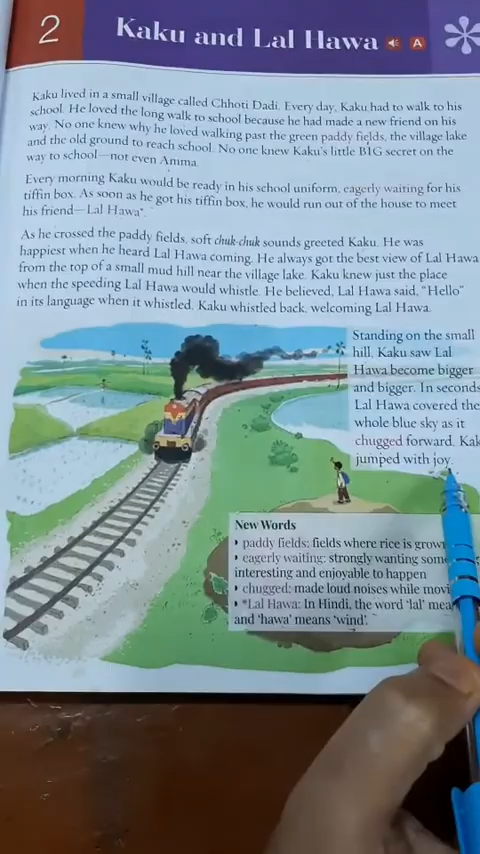 2
Kaku and Lal Hawa
A
Kaku lived in a small village called Chhoti Dadi. Every day, Kaku had to walk to his
school. He loved the long walk to school because he had made a new friend on his
way. No one knew why he loved walking past the green paddy fields, the village lake
and the old ground to reach school. No one knew Kaku's little BIG secret on the
way to school—not even Amma.
Every morning Kaku would be ready in his school uniform, eagerly waiting for his
tiffin box. As soon as he got his tiffin box, he would run out of the house to meet
his friend—Lal Hawa*.
As he crossed the paddy fields, soft chuk-chuk sounds greeted Kaku. He was
happiest when he heard Lal Hawa coming. He always got the best view of Lal Hawa
from the top of a small mud hill near the village lake. Kaku knew just the place
when the speeding Lal Hawa would whistle. He believed, Lal Hawa said, "Hello"
in its language when it whistled. Kaku whistled back, welcoming Lal Hawa.
Standing on the small
hill, Kaku saw Lal
Hawa become bigger
and bigger. In seconds
Lal Hawa covered the
whole blue sky as it
chugged forward. Kak
jumped with joy.
New Words
paddy fields: fields where rice is grow
eagerly waiting: strongly wanting some
interesting and enjoyable to happen
chugged: made loud noises while movi
*Lal Hawa: In Hindi, the word 'lal' mea
and 'hawa' means 'wind'.